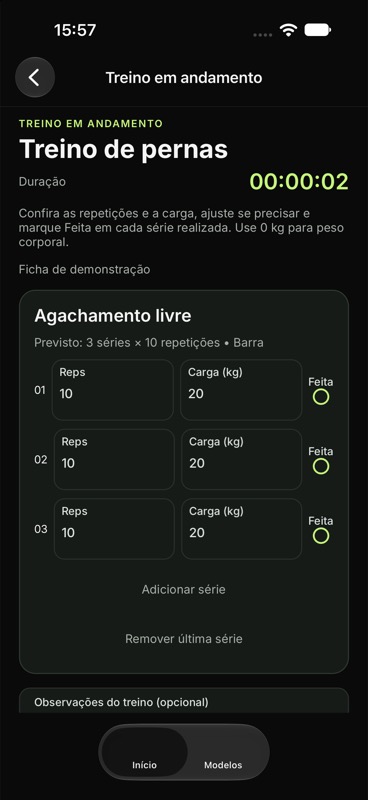 15:57
Treino em andamento
TREINO EM ANDAMENTO
Treino de pernas
Duração 00:00:02
Confira as repetições e a carga, ajuste se precisar e
marque Feita em cada série realizada. Use 0 kg para peso
corporal.
Ficha de demonstração
Agachamento livre
Previsto: 3 séries × 10 repetições • Barra
Reps Carga (kg) Feita
01 10 20
Reps Carga (kg) Feita
02 10 20
Reps Carga (kg) Feita
03 10 20
Adicionar série
Remover última série
Observações do treino (opcional)
Início Modelos